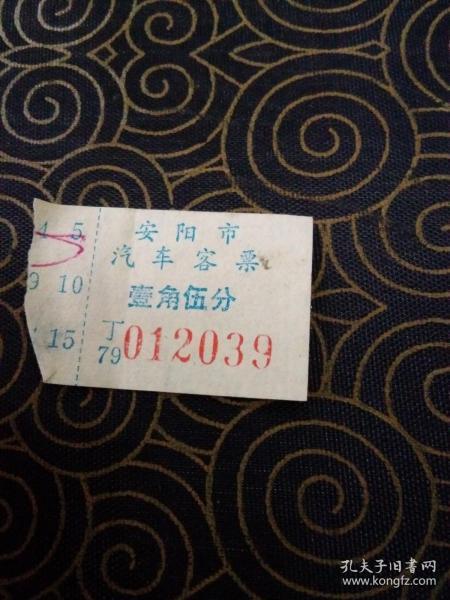 安阳市
汽车客票
壹角伍分
丁
79 012039
4 5
9 10
15
孔夫子旧书网
www.kongfz.com